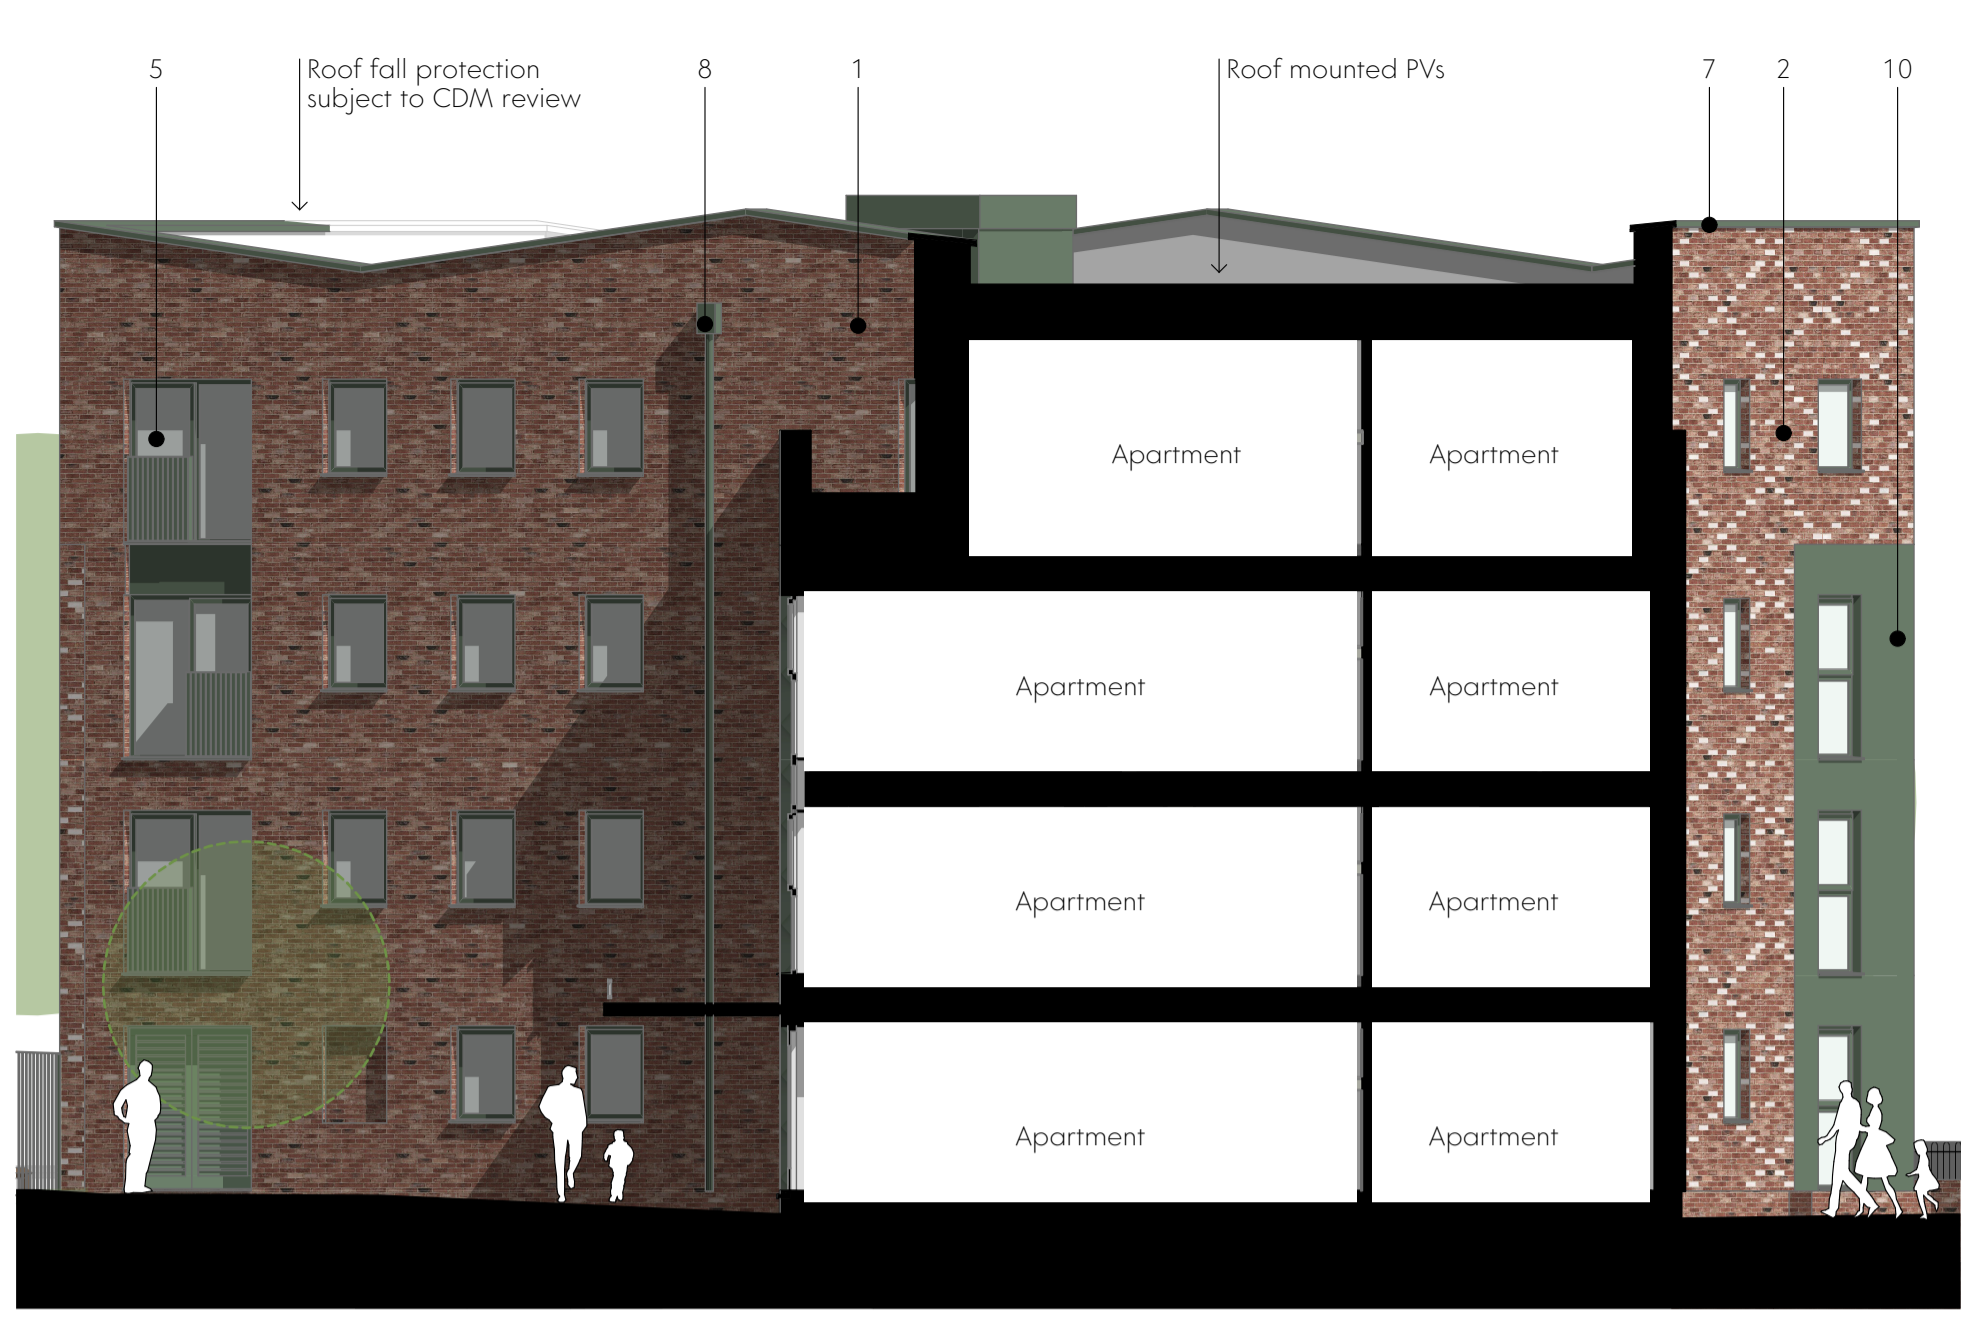 5
Roof fall protection
subject to CDM review
8
1
Roof mounted PVs
7
2
10
Apartment
Apartment
Apartment
Apartment
Apartment
Apartment
Apartment
Apartment